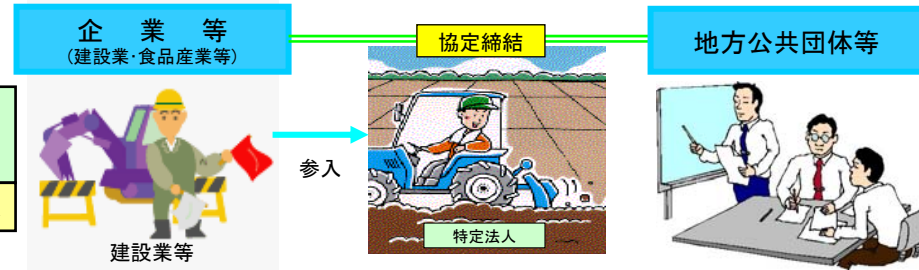 企　業　等
(建設業・食品産業等)
協定締結
地方公共団体等
参入
特定法人
建設業等